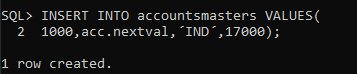 SQL> INSERT INTO accountsmasters VALUES(
2 1000,acc.nextval,´IND´,17000);
1 row created.